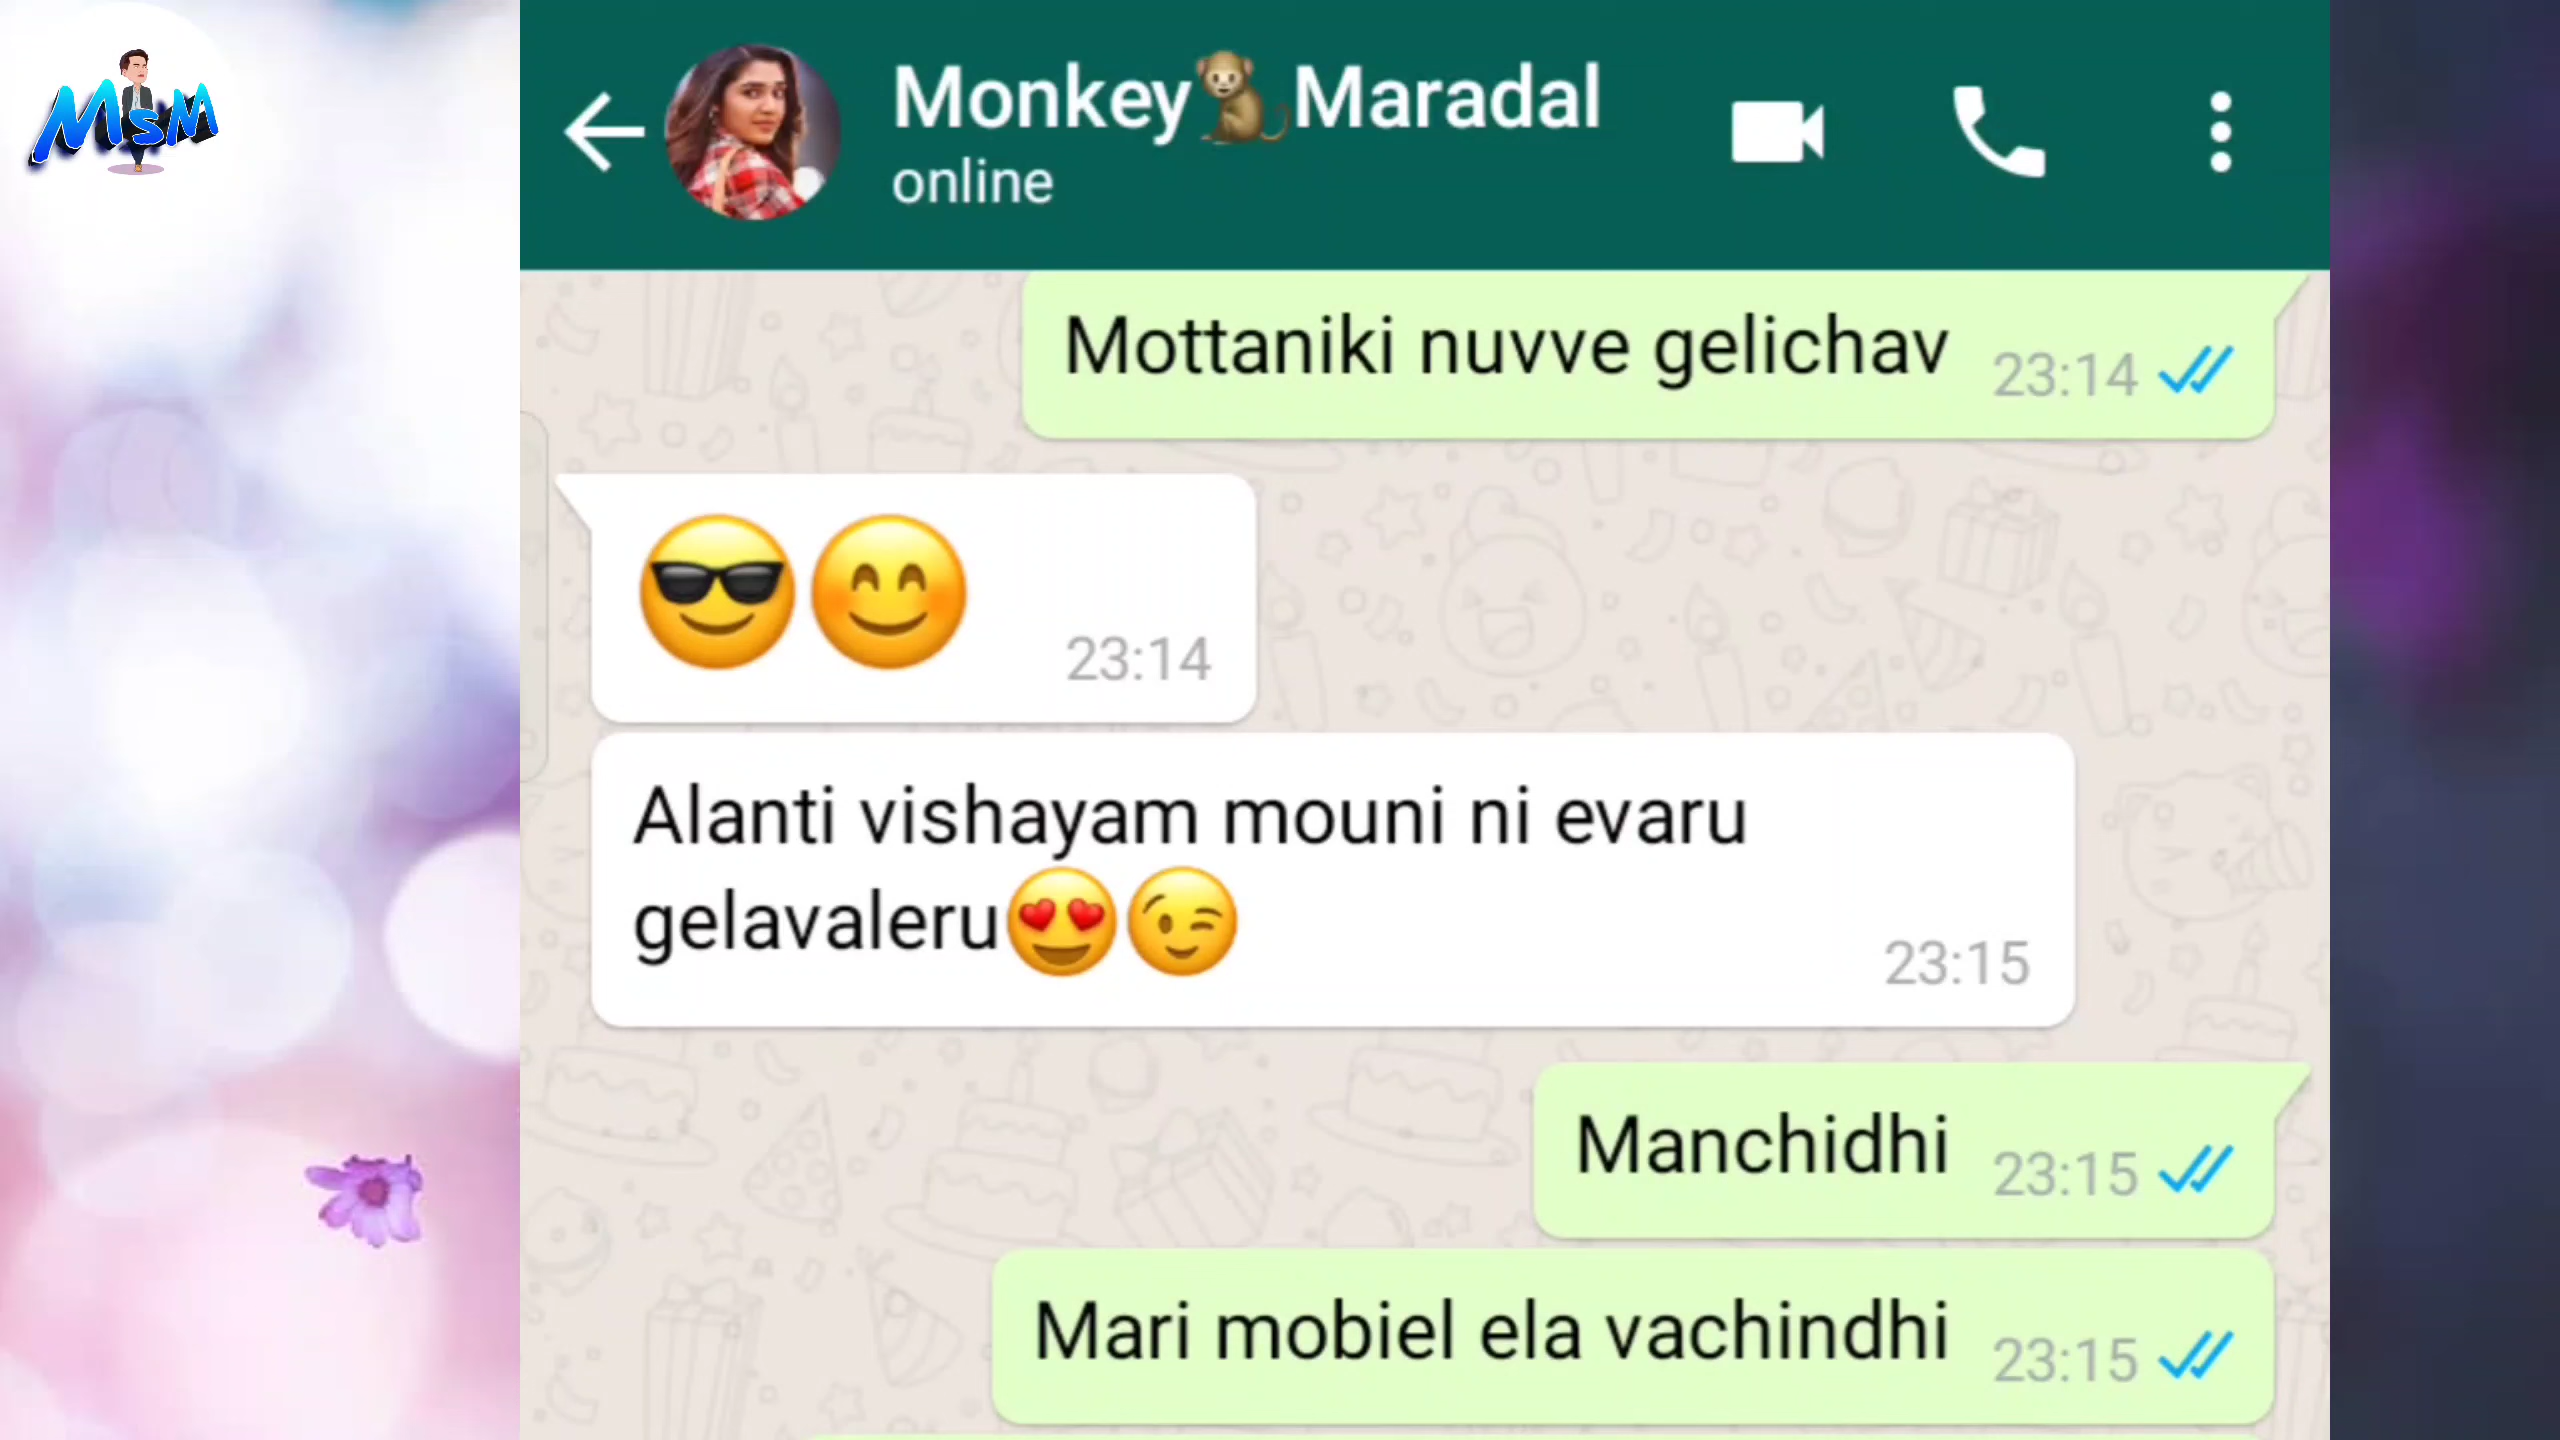 MSM
Monkey🐒Maradal
online
Mottaniki nuvve gelichav 23:14
😎😊 23:14
Alanti vishayam mouni ni evaru
gelavaleru😍😉 23:15
Manchidhi 23:15
Mari mobiel ela vachindhi 23:15